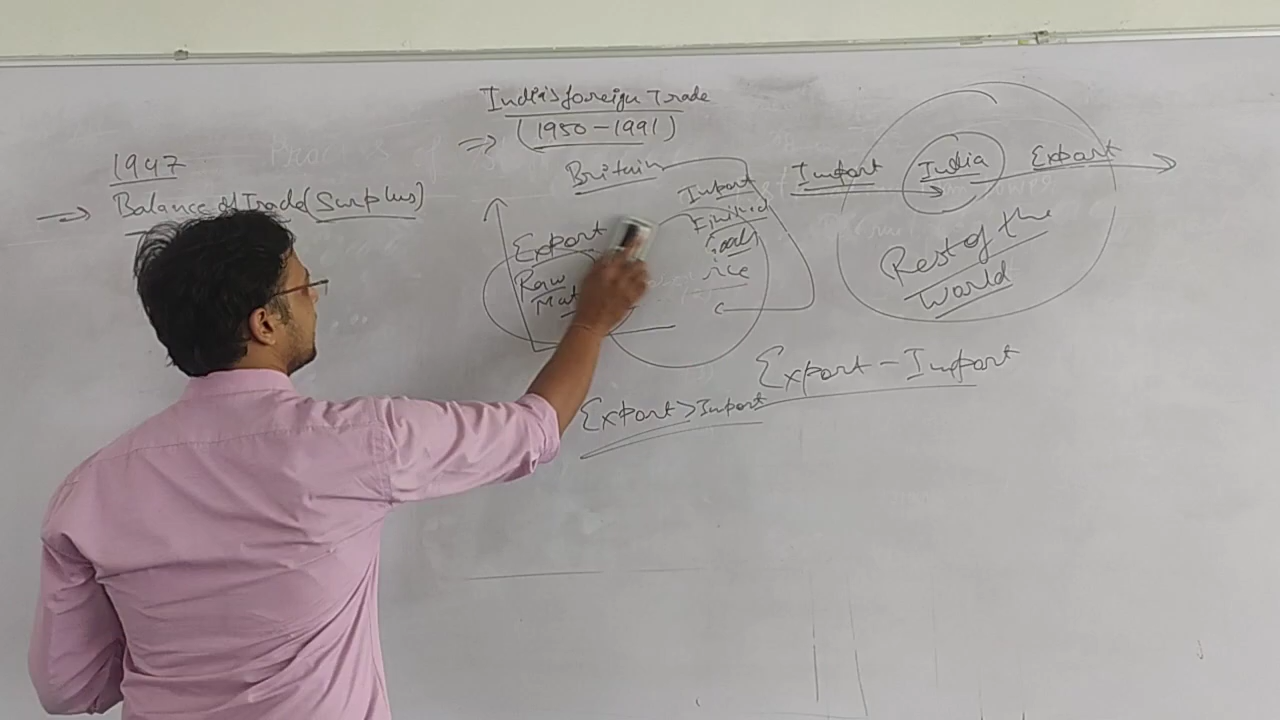 India's foreign Trade
(1950-1991)
1947
Balance of Trade (Surplus)
Britain
Export
Raw
Mat
Import
Finished
Goods
Import
India
Export
Rest of the
World
Export - Import
Export > Import